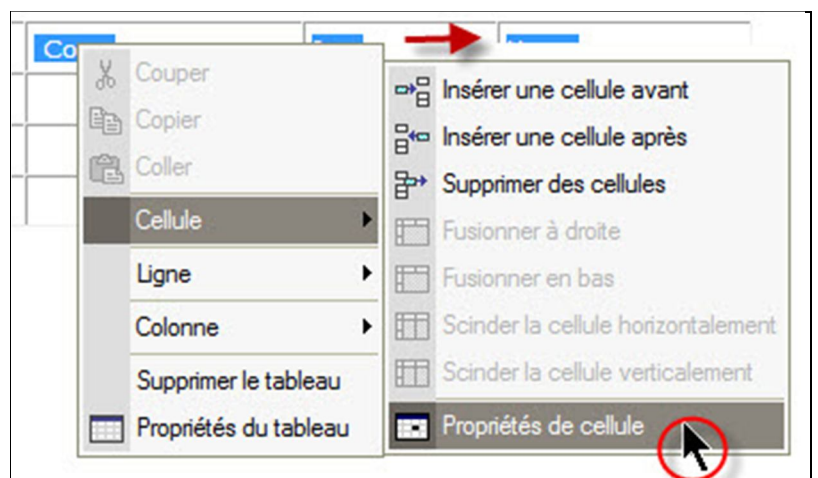 Couper
Copier
Coller
Cellule
Ligne
Colonne
Supprimer le tableau
Propriétés du tableau
Insérer une cellule avant
Insérer une cellule après
Supprimer des cellules
Fusionner à droite
Fusionner en bas
Scinder la cellule horizontalement
Scinder la cellule verticalement
Propriétés de cellule